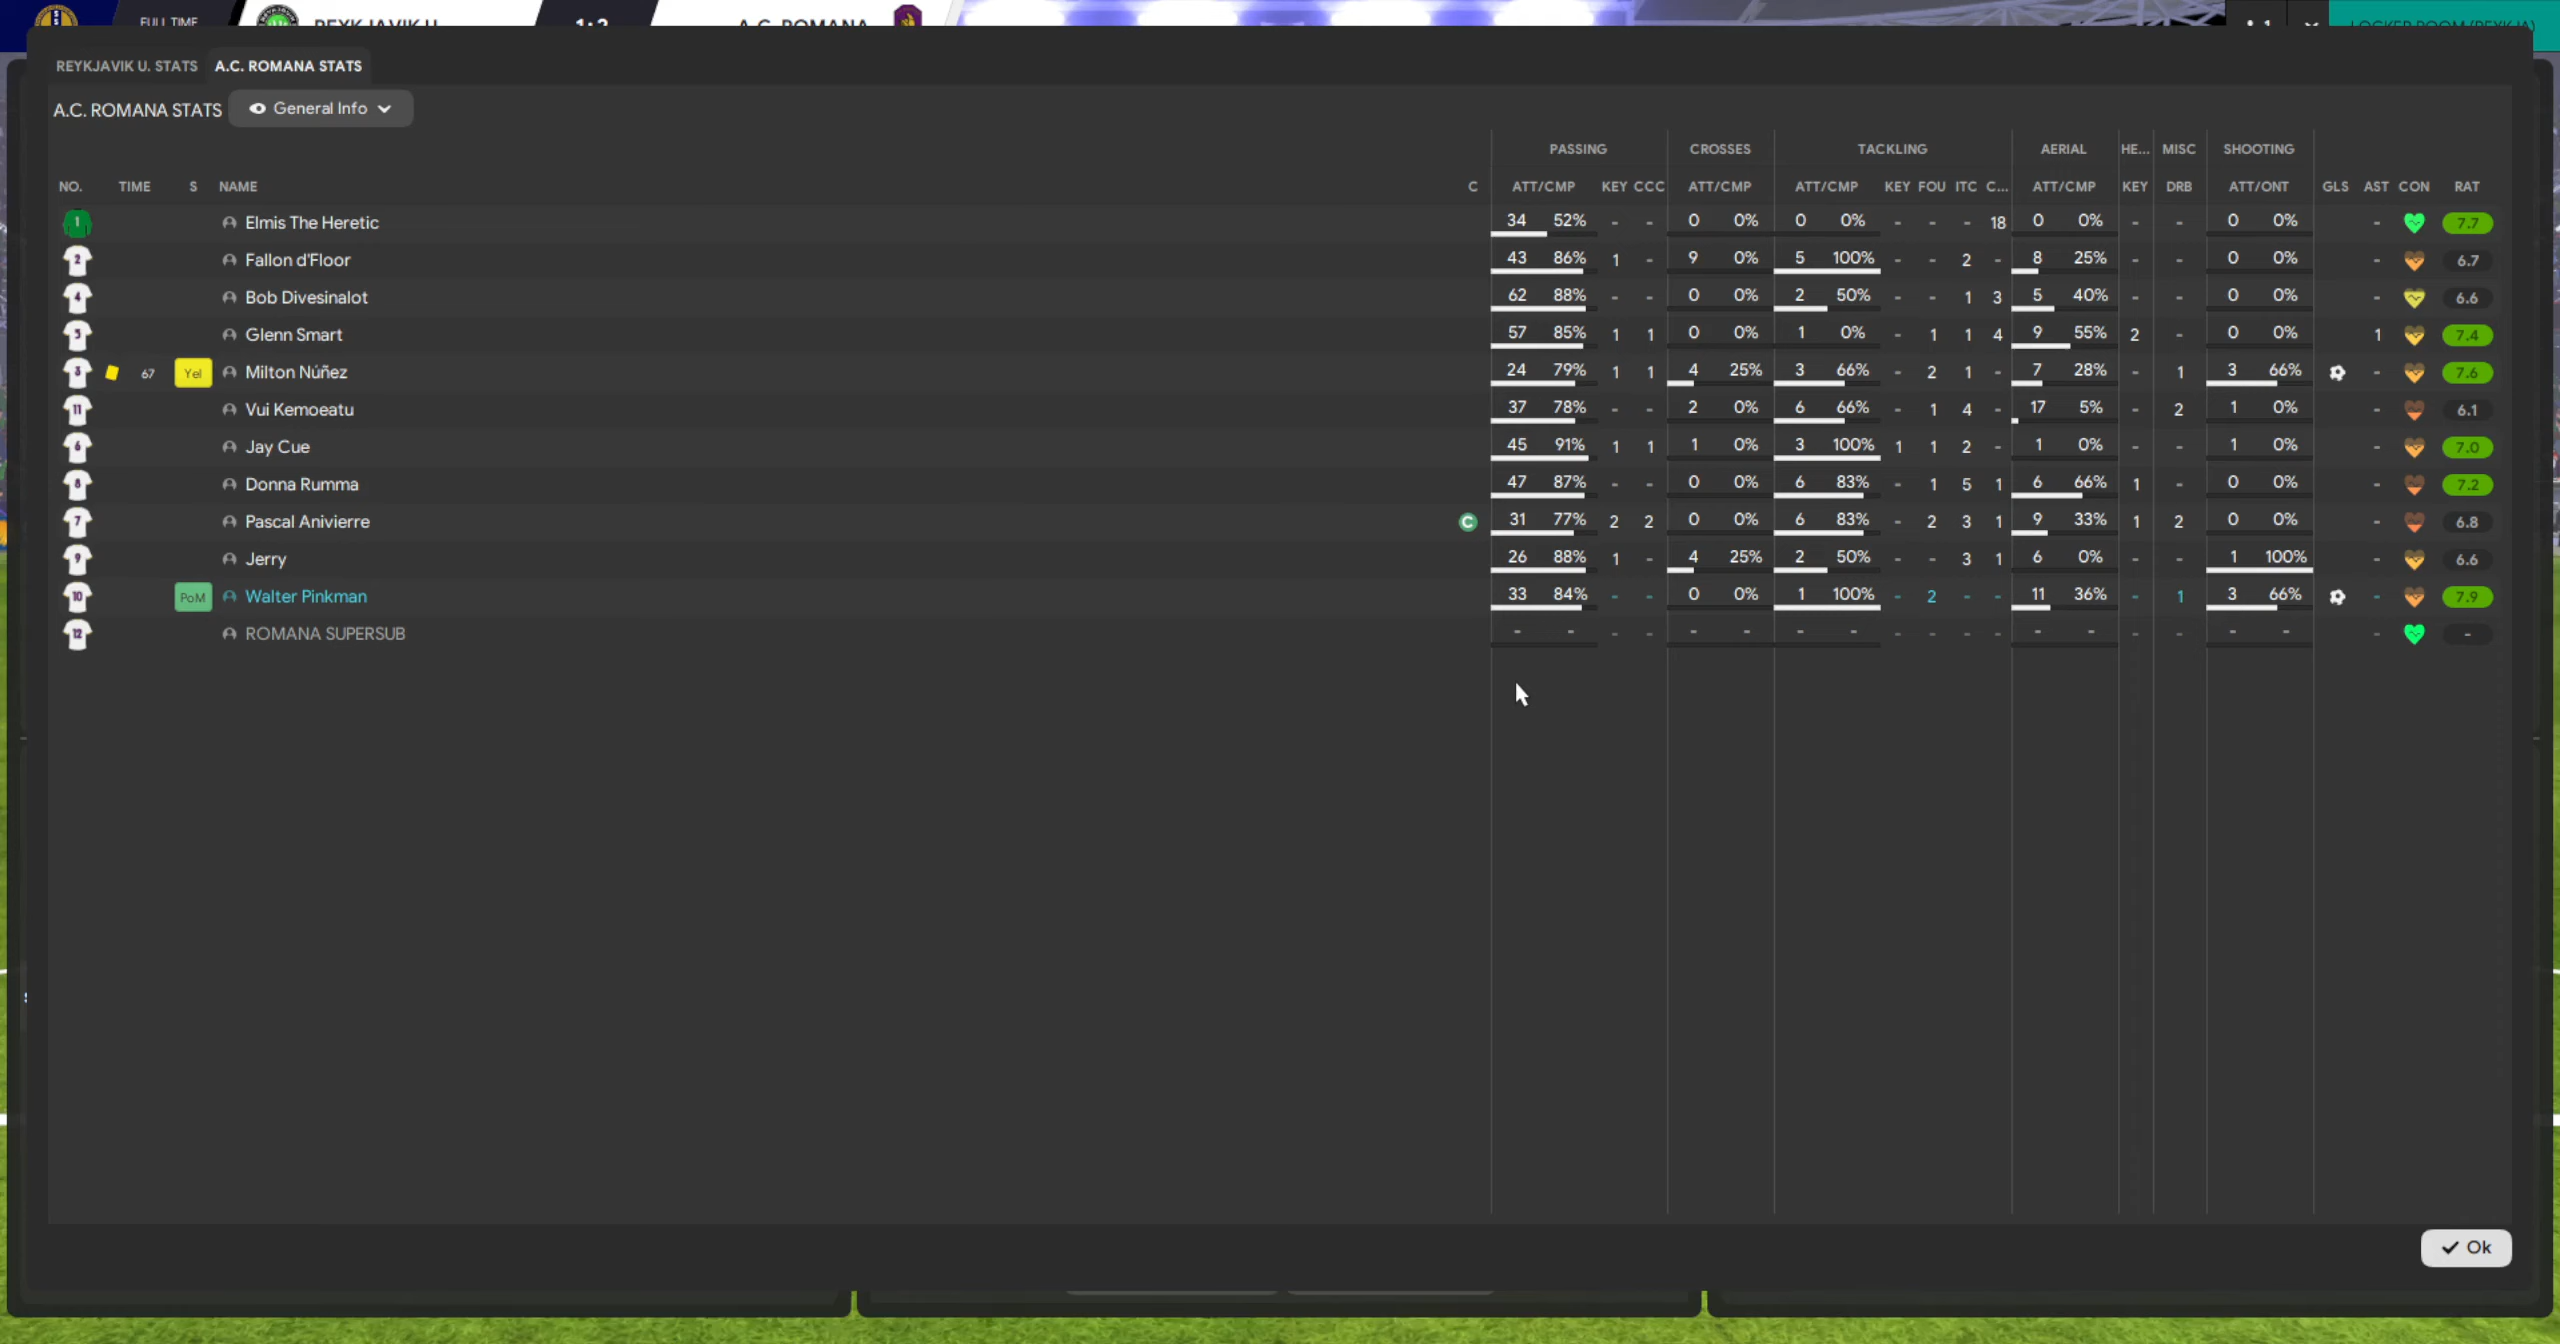 FULL TIME REYKJAVIK U. 1:2 A.C. ROMANA 1 LOCKER ROOM (REYKJA)
REYKJAVIK U. STATS A.C. ROMANA STATS
A.C. ROMANA STATS General Info
PASSING CROSSES TACKLING AERIAL HE... MISC SHOOTING
NO. TIME S NAME C ATT/CMP KEY CCC ATT/CMP ATT/CMP KEY FOU ITC C... ATT/CMP KEY DRB ATT/ONT GLS AST CON RAT
1 Elmis The Heretic 34 52% - - 0 0% 0 0% - - - 18 0 0% - - 0 0% - 7.7
2 Fallon d'Floor 43 86% 1 - 9 0% 5 100% - - 2 - 8 25% - - 0 0% - 6.7
4 Bob Divesinalot 62 88% - - 0 0% 2 50% - - 1 3 5 40% - - 0 0% - 6.6
5 Glenn Smart 57 85% 1 1 0 0% 1 0% - 1 1 4 9 55% 2 - 0 0% 1 7.4
3 67 Yel Milton Núñez 24 79% 1 1 4 25% 3 66% - 2 1 - 7 28% - 1 3 66% - 7.6
11 Vui Kemoeatu 37 78% - - 2 0% 6 66% - 1 4 - 17 5% - 2 1 0% - 6.1
6 Jay Cue 45 91% 1 1 1 0% 3 100% 1 1 2 - 1 0% - - 1 0% - 7.0
8 Donna Rumma 47 87% - - 0 0% 6 83% - 1 5 1 6 66% 1 - 0 0% - 7.2
7 Pascal Anivierre C 31 77% 2 2 0 0% 6 83% - 2 3 1 9 33% 1 2 0 0% - 6.8
9 Jerry 26 88% 1 - 4 25% 2 50% - - 3 1 6 0% - - 1 100% - 6.6
10 PoM Walter Pinkman 33 84% - - 0 0% 1 100% - 2 - - 11 36% - 1 3 66% - 7.9
12 ROMANA SUPERSUB - - - - - - - - - - - - - - - - - - - -
Ok